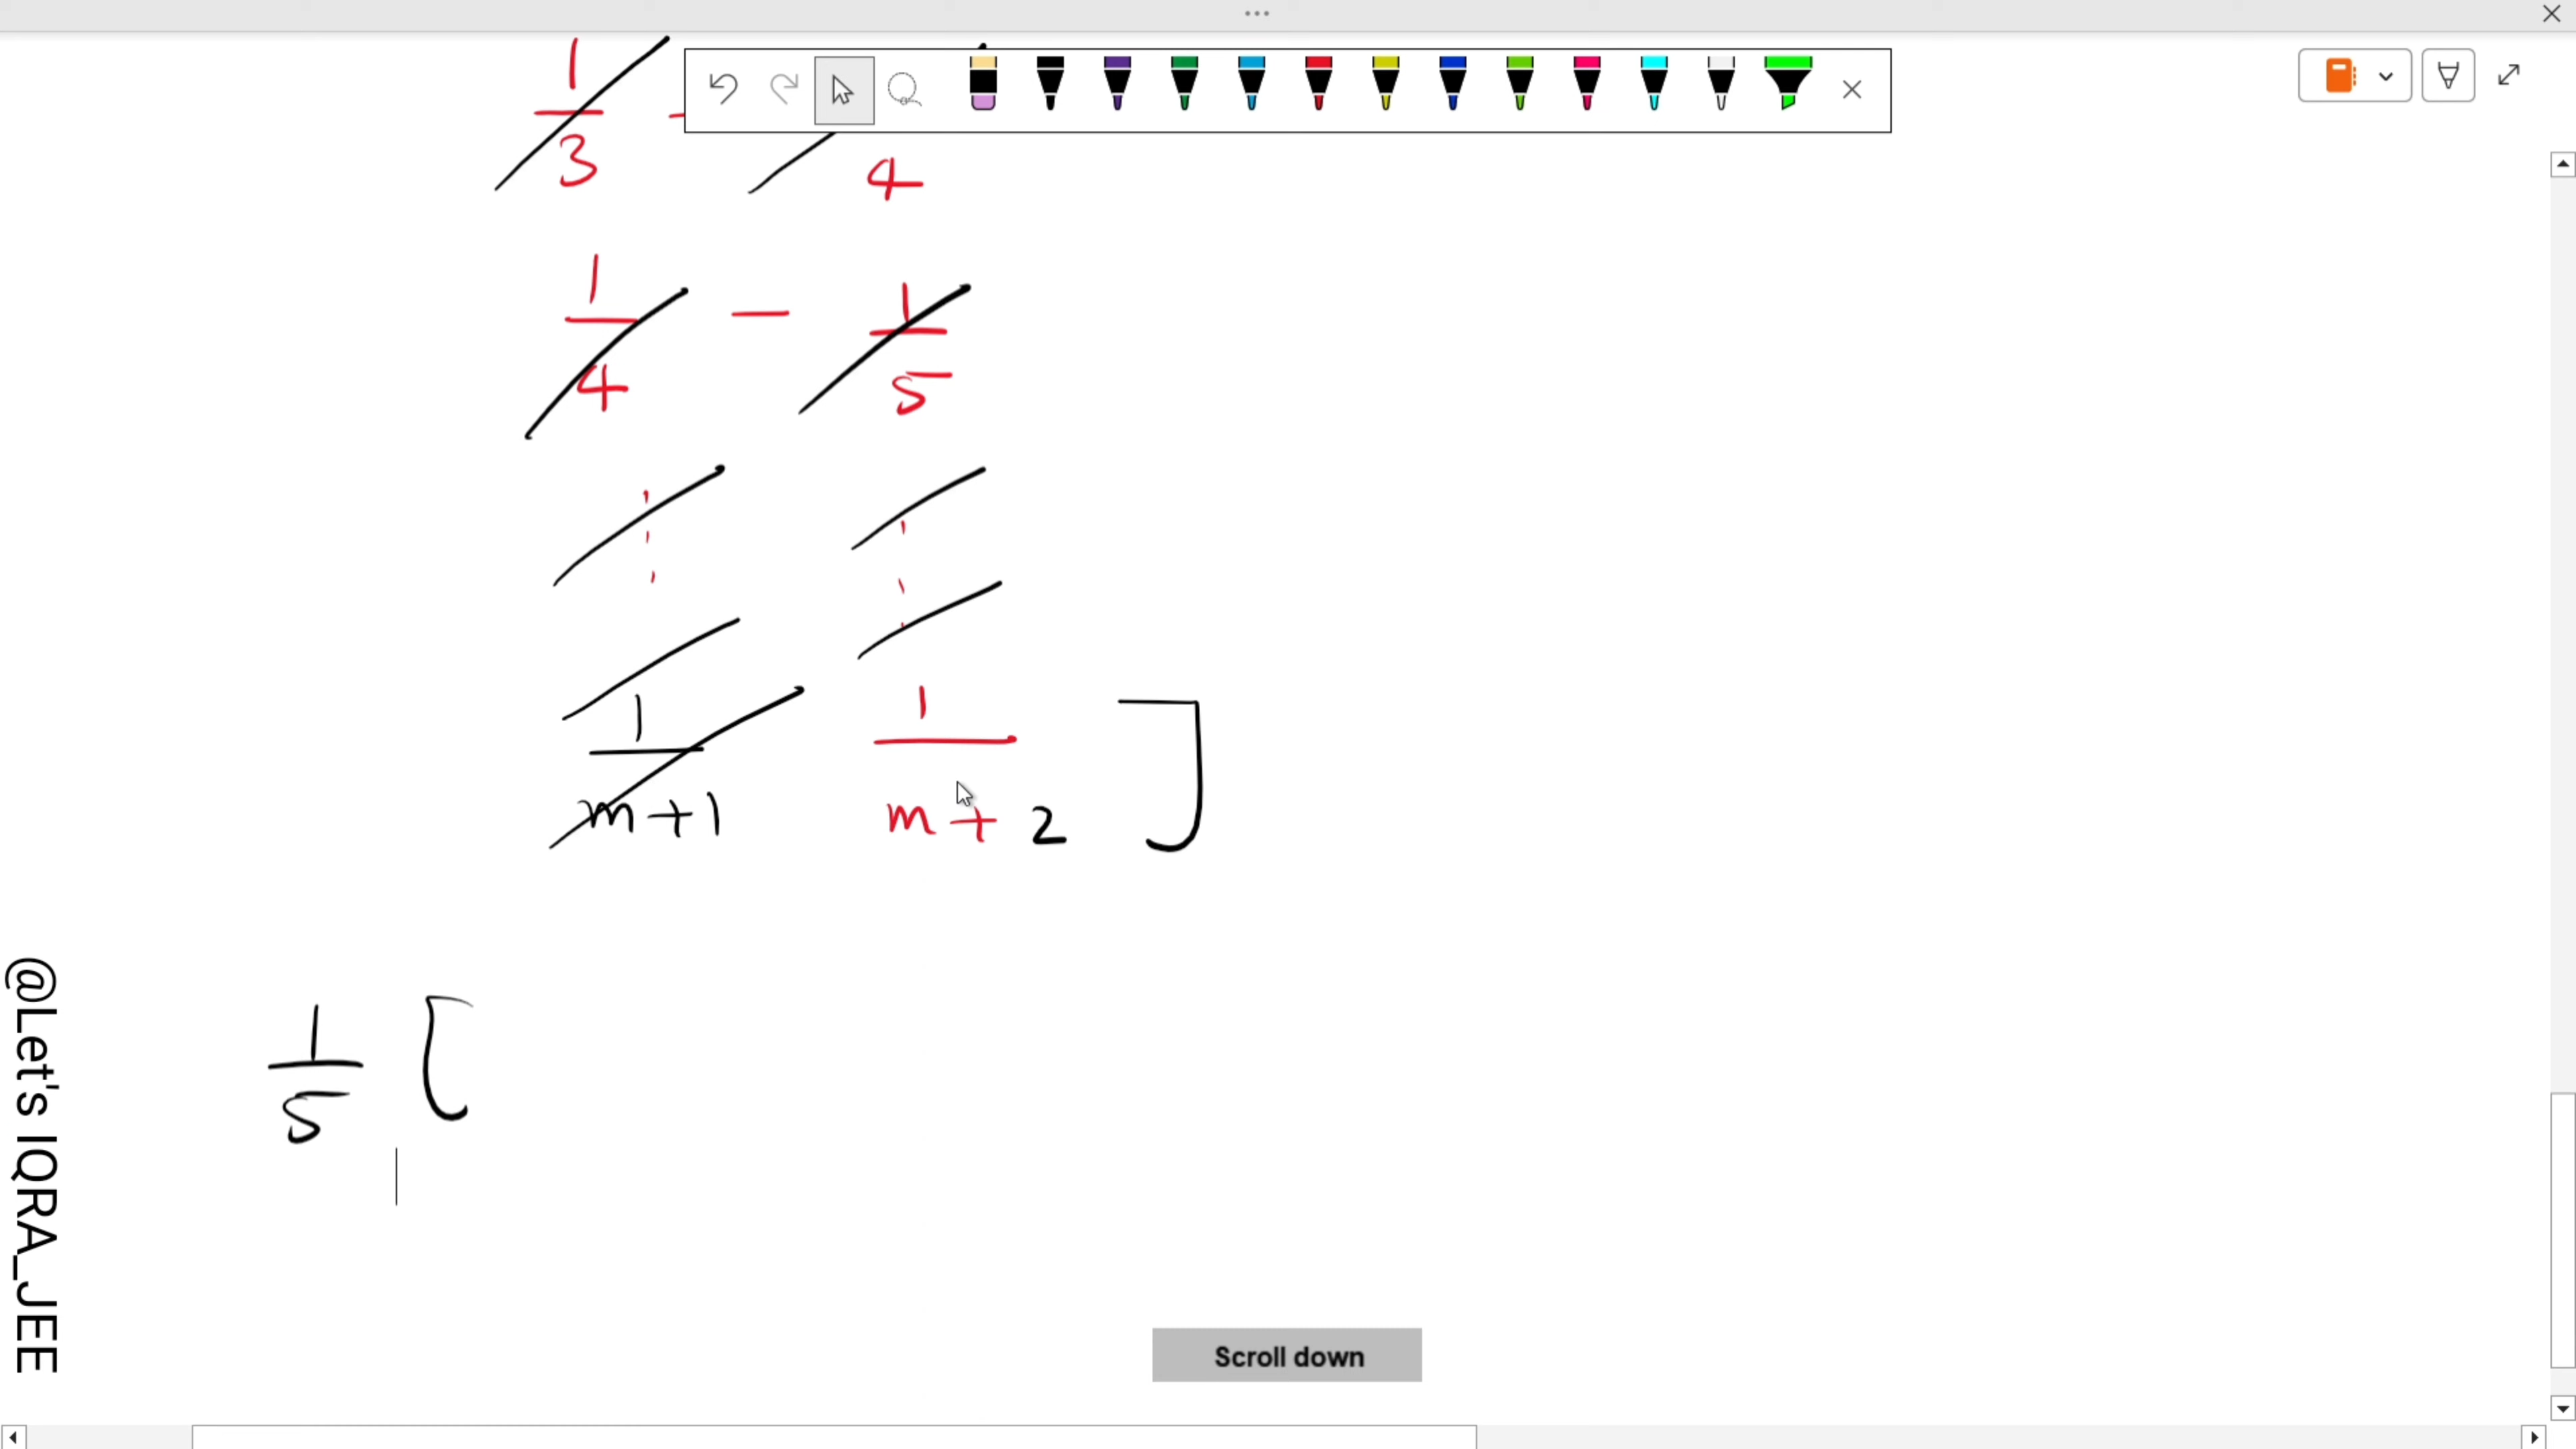 1/3 - 4
1/4 - 1/5
1/m+1 1/m+2 ]
1/5 [
@Let's IQRA_JEE
Scroll down